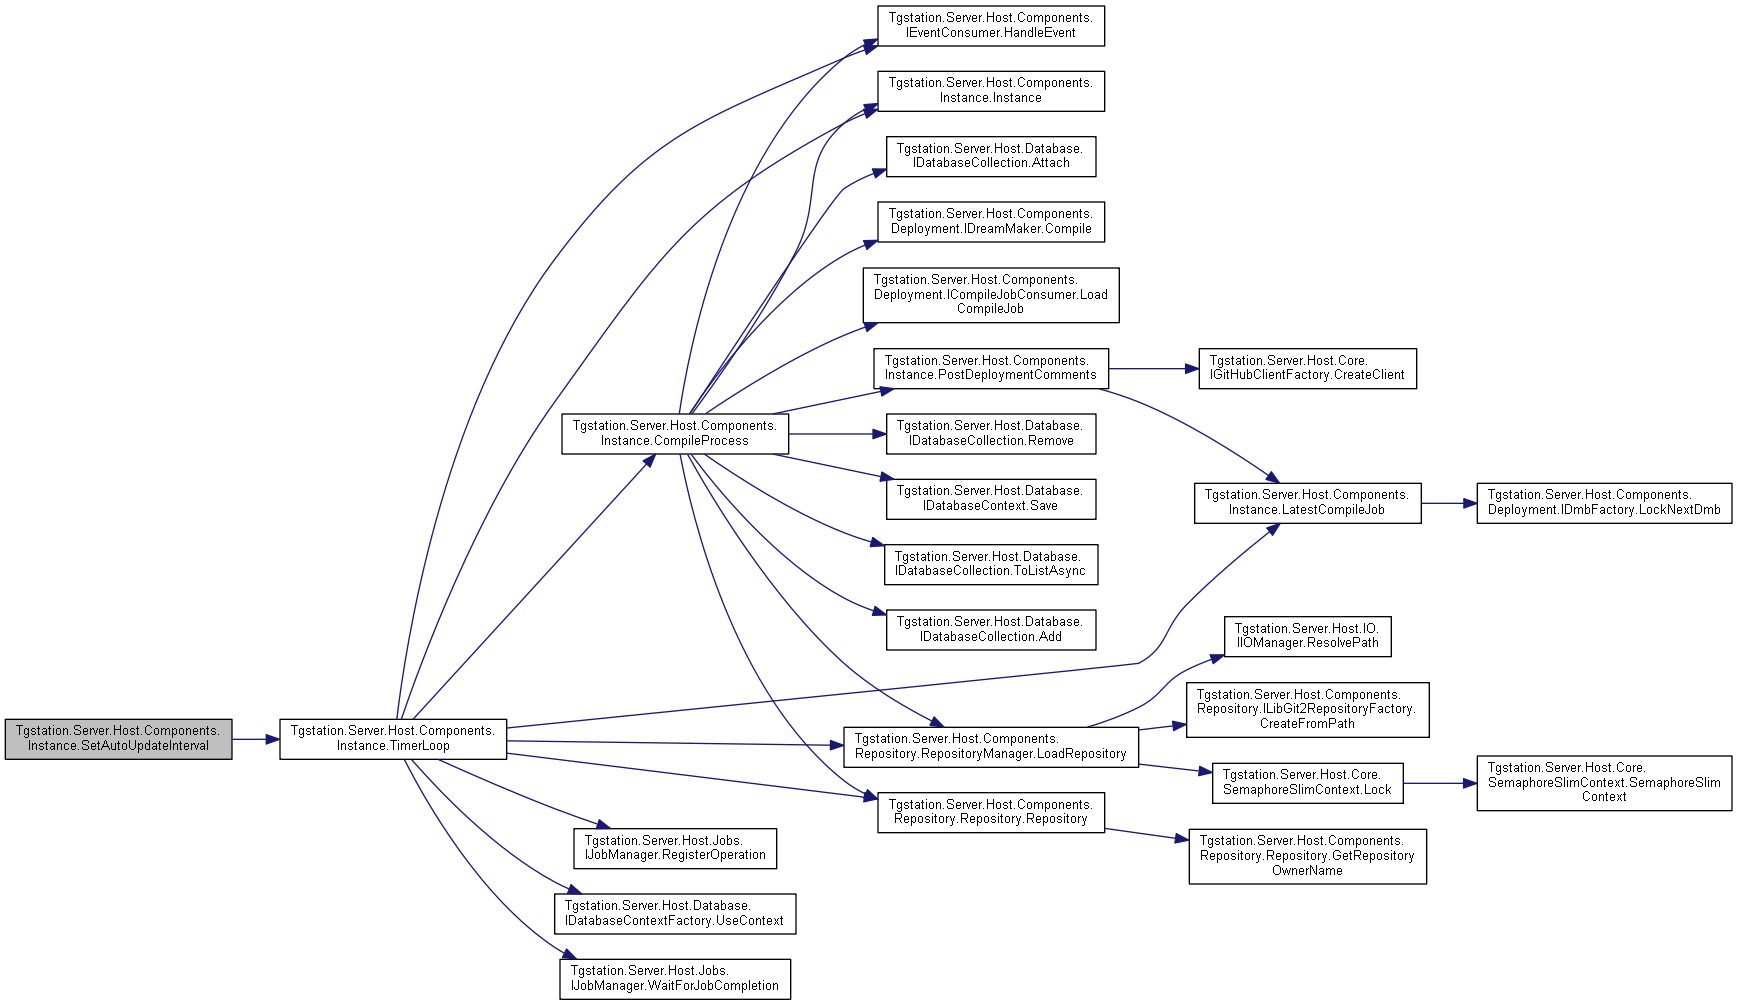 Tgstation.Server.Host.Components.
IEventConsumer.HandleEvent
Tgstation.Server.Host.Components.
Instance.Instance
Tgstation.Server.Host.Database.
IDatabaseCollection.Attach
Tgstation.Server.Host.Components.
Deployment.IDreamMaker.Compile
Tgstation.Server.Host.Components.
Deployment.ICompileJobConsumer.Load
CompileJob
Tgstation.Server.Host.Components.
Instance.PostDeploymentComments
Tgstation.Server.Host.Core.
IGitHubClientFactory.CreateClient
Tgstation.Server.Host.Components.
Instance.CompileProcess
Tgstation.Server.Host.Database.
IDatabaseCollection.Remove
Tgstation.Server.Host.Database.
IDatabaseContext.Save
Tgstation.Server.Host.Components.
Instance.LatestCompileJob
Tgstation.Server.Host.Components.
Deployment.IDmbFactory.LockNextDmb
Tgstation.Server.Host.Database.
IDatabaseCollection.ToListAsync
Tgstation.Server.Host.Database.
IDatabaseCollection.Add
Tgstation.Server.Host.IO.
IIOManager.ResolvePath
Tgstation.Server.Host.Components.
Repository.ILibGit2RepositoryFactory.
CreateFromPath
Tgstation.Server.Host.Components.
Instance.SetAutoUpdateInterval
Tgstation.Server.Host.Components.
Instance.TimerLoop
Tgstation.Server.Host.Components.
Repository.RepositoryManager.LoadRepository
Tgstation.Server.Host.Core.
SemaphoreSlimContext.Lock
Tgstation.Server.Host.Core.
SemaphoreSlimContext.SemaphoreSlim
Context
Tgstation.Server.Host.Components.
Repository.Repository.Repository
Tgstation.Server.Host.Jobs.
IJobManager.RegisterOperation
Tgstation.Server.Host.Components.
Repository.Repository.GetRepository
OwnerName
Tgstation.Server.Host.Database.
IDatabaseContextFactory.UseContext
Tgstation.Server.Host.Jobs.
IJobManager.WaitForJobCompletion